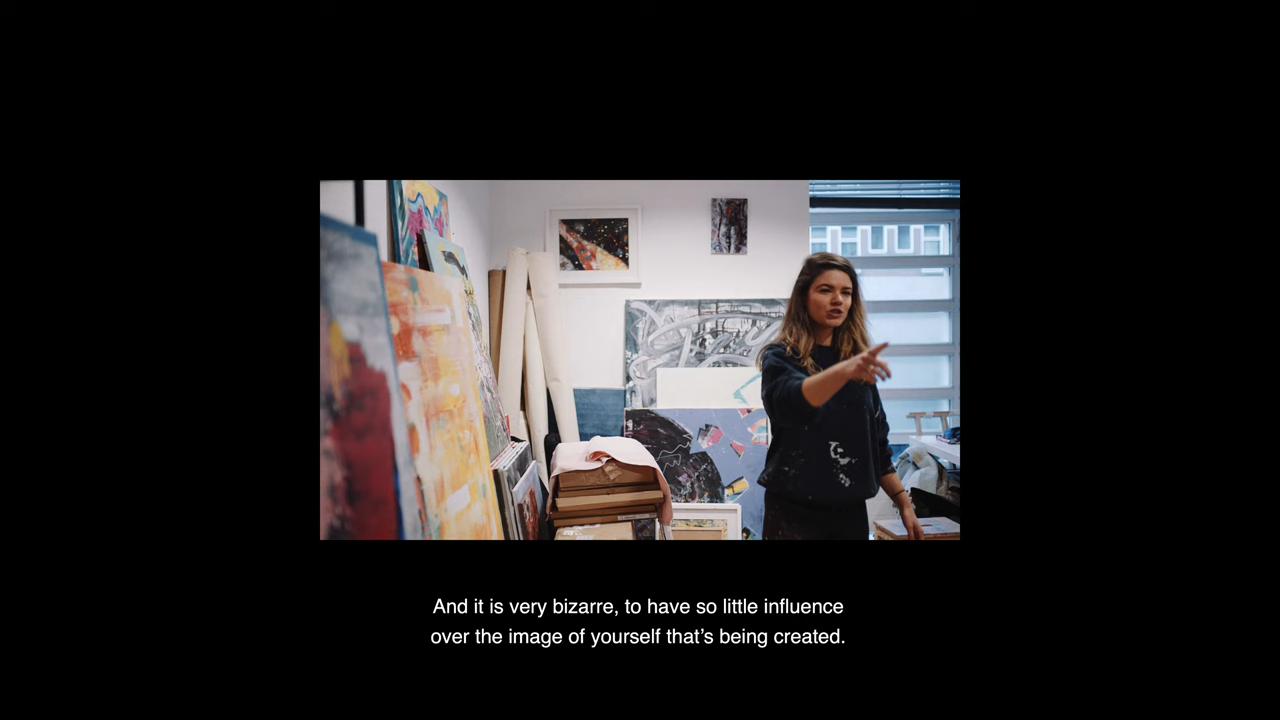 And it is very bizarre, to have so little influence
over the image of yourself that’s being created.